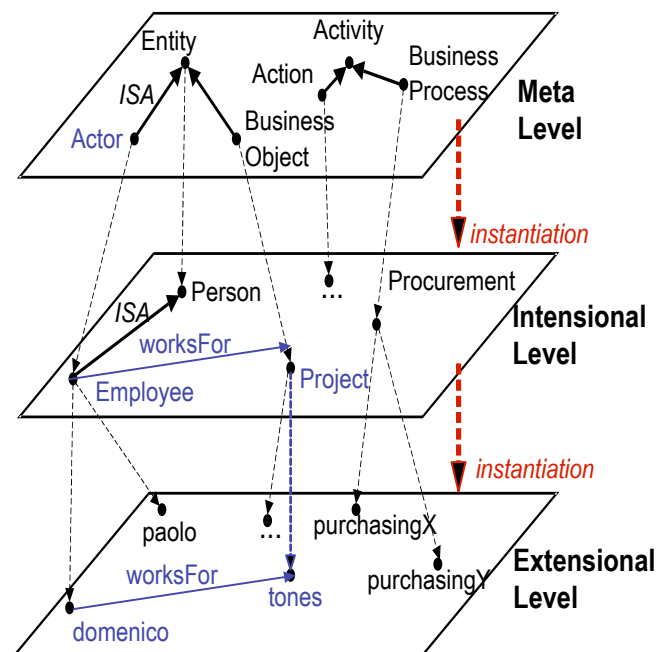 Entity
Activity
Action
Business
Process
ISA
Actor
Business
Object
Meta
Level
instantiation
Person
...
Procurement
ISA
worksFor
Employee
Project
Intensional
Level
instantiation
paolo
...
purchasingX
purchasingY
worksFor
tones
domenico
Extensional
Level